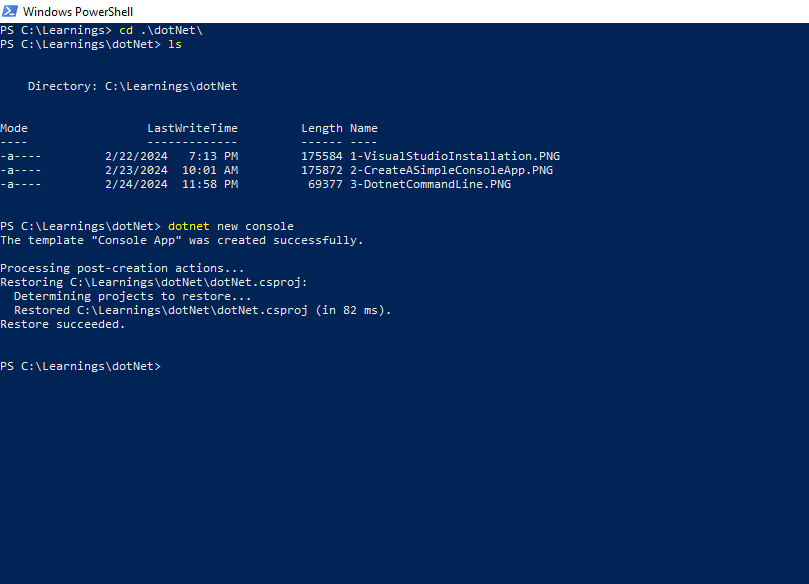 Windows PowerShell
PS C:\Learnings> cd .\dotNet\
PS C:\Learnings\dotNet> ls
    Directory: C:\Learnings\dotNet
Mode                 LastWriteTime         Length Name
----                 -------------         ------ ----
-a----         2/22/2024   7:13 PM         175584 1-VisualStudioInstallation.PNG
-a----         2/23/2024  10:01 AM         175872 2-CreateASimpleConsoleApp.PNG
-a----         2/24/2024  11:58 PM          69377 3-DotnetCommandLine.PNG
PS C:\Learnings\dotNet> dotnet new console
The template "Console App" was created successfully.
Processing post-creation actions...
Restoring C:\Learnings\dotNet\dotNet.csproj:
  Determining projects to restore...
  Restored C:\Learnings\dotNet\dotNet.csproj (in 82 ms).
Restore succeeded.
PS C:\Learnings\dotNet>